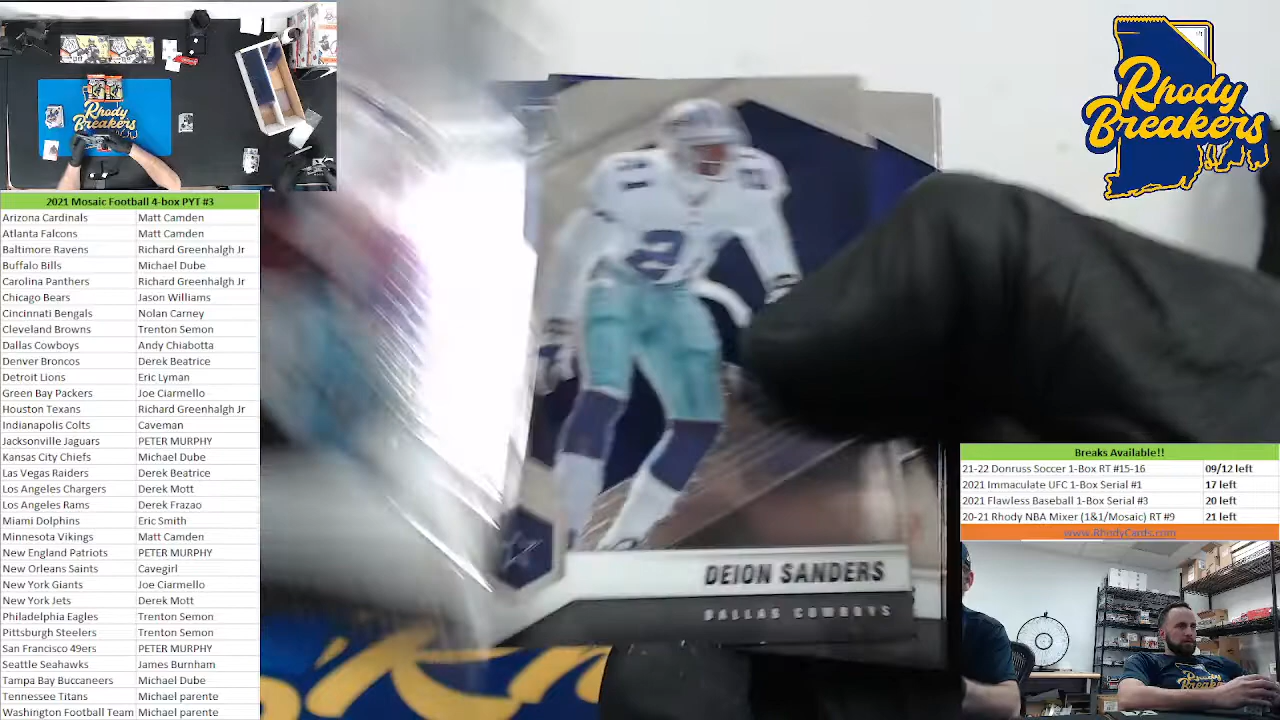 2021 Mosaic Football 4-box PYT #3
Arizona Cardinals Matt Camden
Atlanta Falcons Matt Camden
Baltimore Ravens Richard Greenhalgh Jr
Buffalo Bills Michael Dube
Carolina Panthers Richard Greenhalgh Jr
Chicago Bears Jason Williams
Cincinnati Bengals Nolan Carney
Cleveland Browns Trenton Semon
Dallas Cowboys Andy Chiabotta
Denver Broncos Derek Beatrice
Detroit Lions Eric Lyman
Green Bay Packers Joe Ciarmello
Houston Texans Richard Greenhalgh Jr
Indianapolis Colts Caveman
Jacksonville Jaguars PETER MURPHY
Kansas City Chiefs Michael Dube
Las Vegas Raiders Derek Beatrice
Los Angeles Chargers Derek Mott
Los Angeles Rams Derek Frazao
Miami Dolphins Eric Smith
Minnesota Vikings Matt Camden
New England Patriots PETER MURPHY
New Orleans Saints Cavegirl
New York Giants Joe Ciarmello
New York Jets Derek Mott
Philadelphia Eagles Trenton Semon
Pittsburgh Steelers Trenton Semon
San Francisco 49ers PETER MURPHY
Seattle Seahawks James Burnham
Tampa Bay Buccaneers Michael Dube
Tennessee Titans Michael parente
Washington Football Team Michael parente
Rhody
Breakers
21
DEION SANDERS
DALLAS COWBOYS
Rhody
Breakers
Breaks Available!!
21-22 Donruss Soccer 1-Box RT #15-16 09/12 left
2021 Immaculate UFC 1-Box Serial #1 17 left
2021 Flawless Baseball 1-Box Serial #3 20 left
20-21 Rhody NBA Mixer (1&1/Mosaic) RT #9 21 left
www.RhodyCards.com